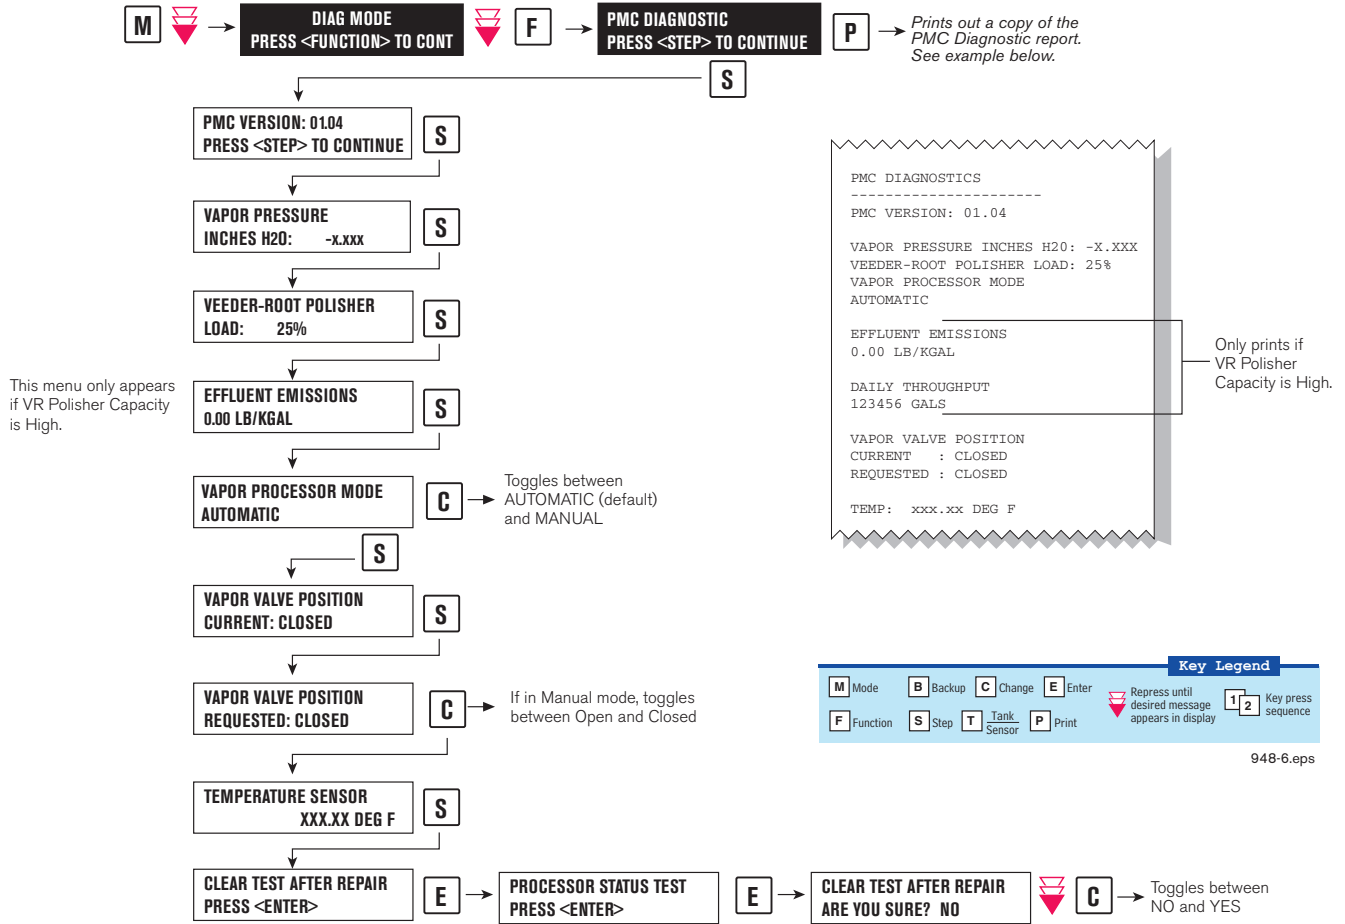 M
DIAG MODE
PRESS <FUNCTION> TO CONT
F
PMC DIAGNOSTIC
PRESS <STEP> TO CONTINUE
P
Prints out a copy of the
PMC Diagnostic report.
See example below.
S
PMC VERSION: 01.04
PRESS <STEP> TO CONTINUE
S
VAPOR PRESSURE
INCHES H2O: -X.XXX
S
VEEDER-ROOT POLISHER
LOAD: 25%
S
This menu only appears
if VR Polisher Capacity
is High.
EFFLUENT EMISSIONS
0.00 LB/KGAL
S
VAPOR PROCESSOR MODE
AUTOMATIC
C
Toggles between
AUTOMATIC (default)
and MANUAL
S
VAPOR VALVE POSITION
CURRENT: CLOSED
S
VAPOR VALVE POSITION
REQUESTED: CLOSED
C
If in Manual mode, toggles
between Open and Closed
TEMPERATURE SENSOR
XXX.XX DEG F
S
CLEAR TEST AFTER REPAIR
PRESS <ENTER>
E
PROCESSOR STATUS TEST
PRESS <ENTER>
E
CLEAR TEST AFTER REPAIR
ARE YOU SURE? NO
C
Toggles between
NO and YES
PMC DIAGNOSTICS
----------------------
PMC VERSION: 01.04
VAPOR PRESSURE INCHES H20: -X.XXX
VEEDER-ROOT POLISHER LOAD: 25%
VAPOR PROCESSOR MODE
AUTOMATIC
EFFLUENT EMISSIONS
0.00 LB/KGAL
DAILY THROUGHPUT
123456 GALS
VAPOR VALVE POSITION
CURRENT : CLOSED
REQUESTED : CLOSED
TEMP: xxx.xx DEG F
Only prints if
VR Polisher
Capacity is High.
Key Legend
M Mode B Backup C Change E Enter
F Function S Step T Tank Sensor P Print
Repress until
desired message
appears in display
1 2 Key press
sequence
948-6.eps